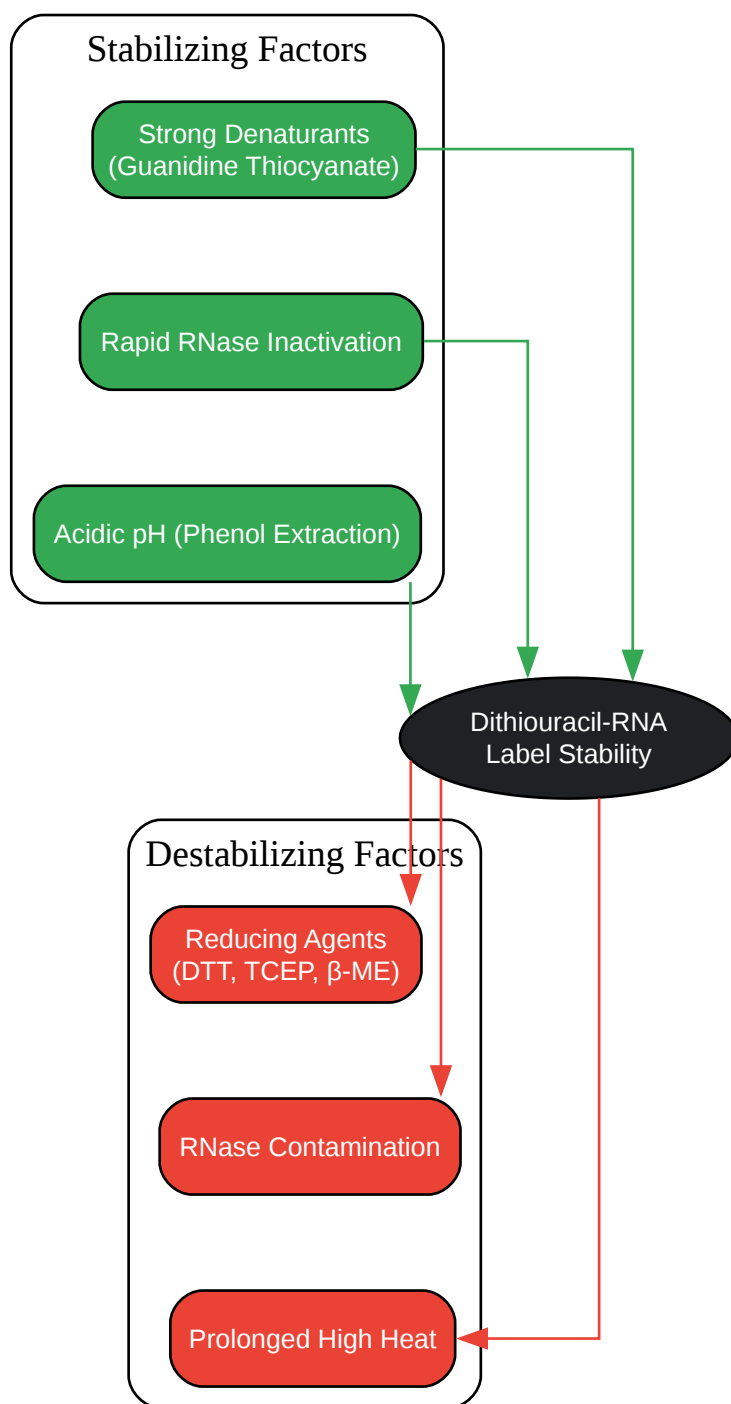 Stabilizing Factors
Strong Denaturants
(Guanidine Thiocyanate)
Rapid RNase Inactivation
Acidic pH (Phenol Extraction)
Dithiouracil-RNA
Label Stability
Destabilizing Factors
Reducing Agents
(DTT, TCEP, β-ME)
RNase Contamination
Prolonged High Heat